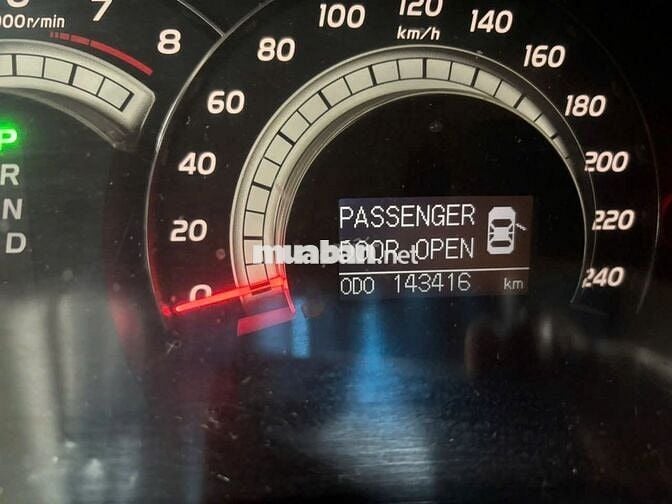 000r/min 7 8
P
R
N
D
0 20 40 60 80 100 120 140 160 180 200 220 240
km/h
PASSENGER
DOOR OPEN
ODO 143416 km
muaban.net